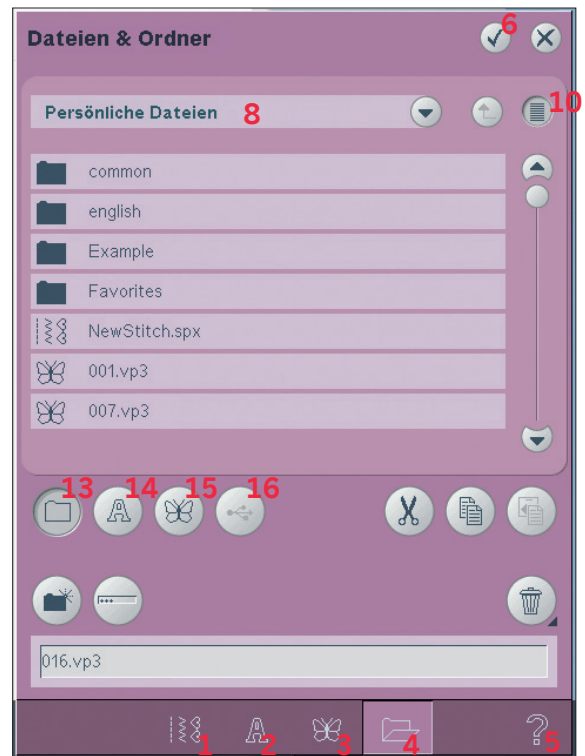 Dateien & Ordner
6
Persönliche Dateien
8
10
common
english
Example
Favorites
NewStitch.spx
001.vp3
007.vp3
13
14
15
16
016.vp3
1
2
3
4
5